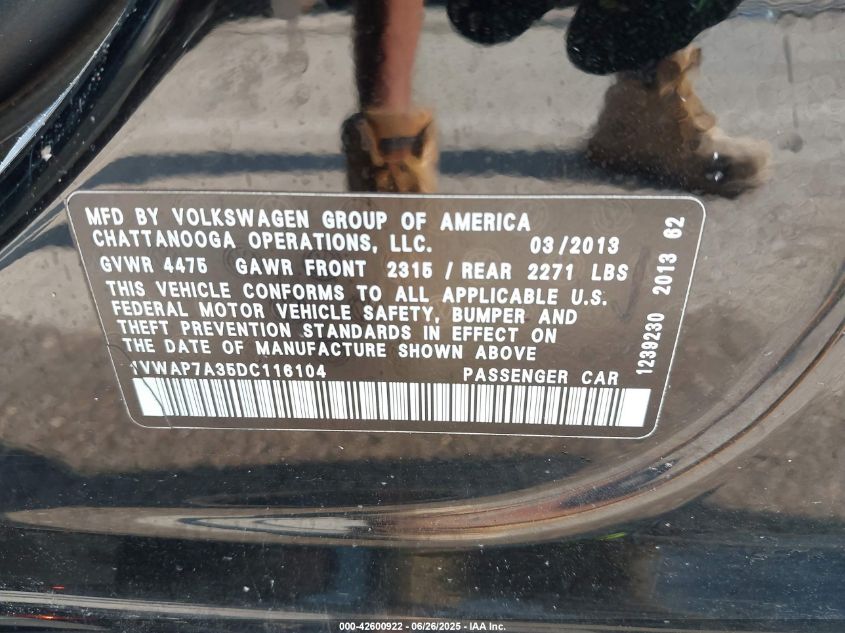 MFD BY VOLKSWAGEN GROUP OF AMERICA
CHATTANOOGA OPERATIONS, LLC. 03/2013
GVWR 4475 GAWR FRONT 2315 / REAR 2271 LBS
THIS VEHICLE CONFORMS TO ALL APPLICABLE U.S.
FEDERAL MOTOR VEHICLE SAFETY, BUMPER AND
THEFT PREVENTION STANDARDS IN EFFECT ON
THE DATE OF MANUFACTURE SHOWN ABOVE
1VWAP7A35DC116104 PASSENGER CAR
1239230 2013 62
000-42600922 - 06/26/2025 - IAA Inc.